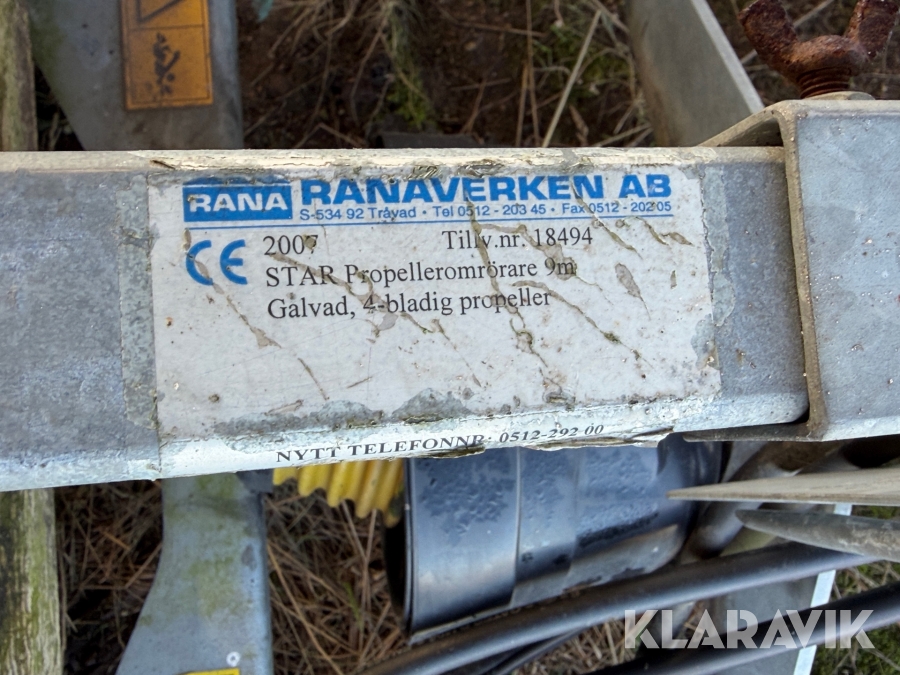 RANA RANAVERKEN AB
S-534 92 Tråvad • Tel 0512 - 203 45 • Fax 0512 - 202 05
CE 2007 Tillv.nr. 18494
STAR Propelleromrörare 9m
Galvad, 4-bladig propeller
NYTT TELEFONNR: 0512-292 00
KLARAVIK